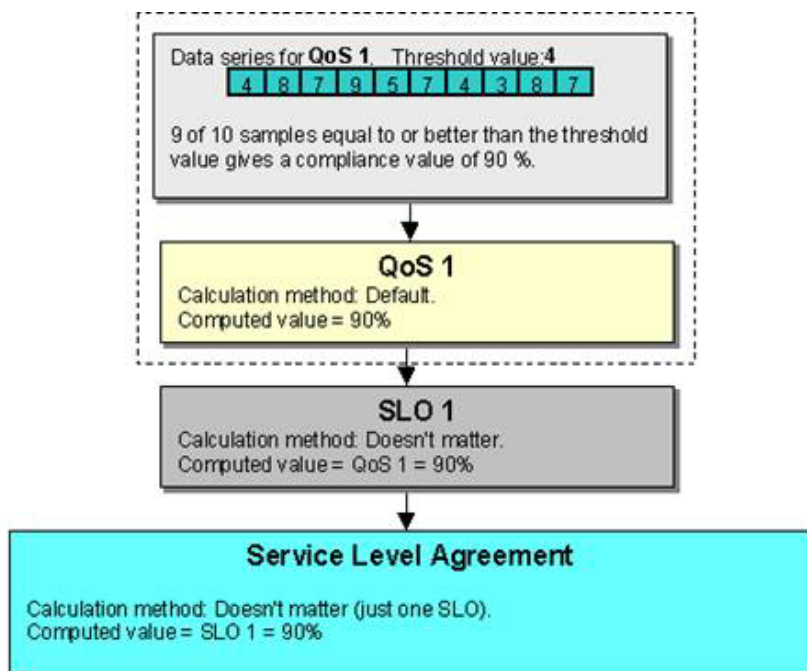 Data series for QoS 1. Threshold value:4
4 8 7 9 5 7 4 3 8 7
9 of 10 samples equal to or better than the threshold
value gives a compliance value of 90 %.
QoS 1
Calculation method: Default.
Computed value = 90%
SLO 1
Calculation method: Doesn't matter.
Computed value = QoS 1 = 90%
Service Level Agreement
Calculation method: Doesn't matter (just one SLO).
Computed value = SLO 1 = 90%